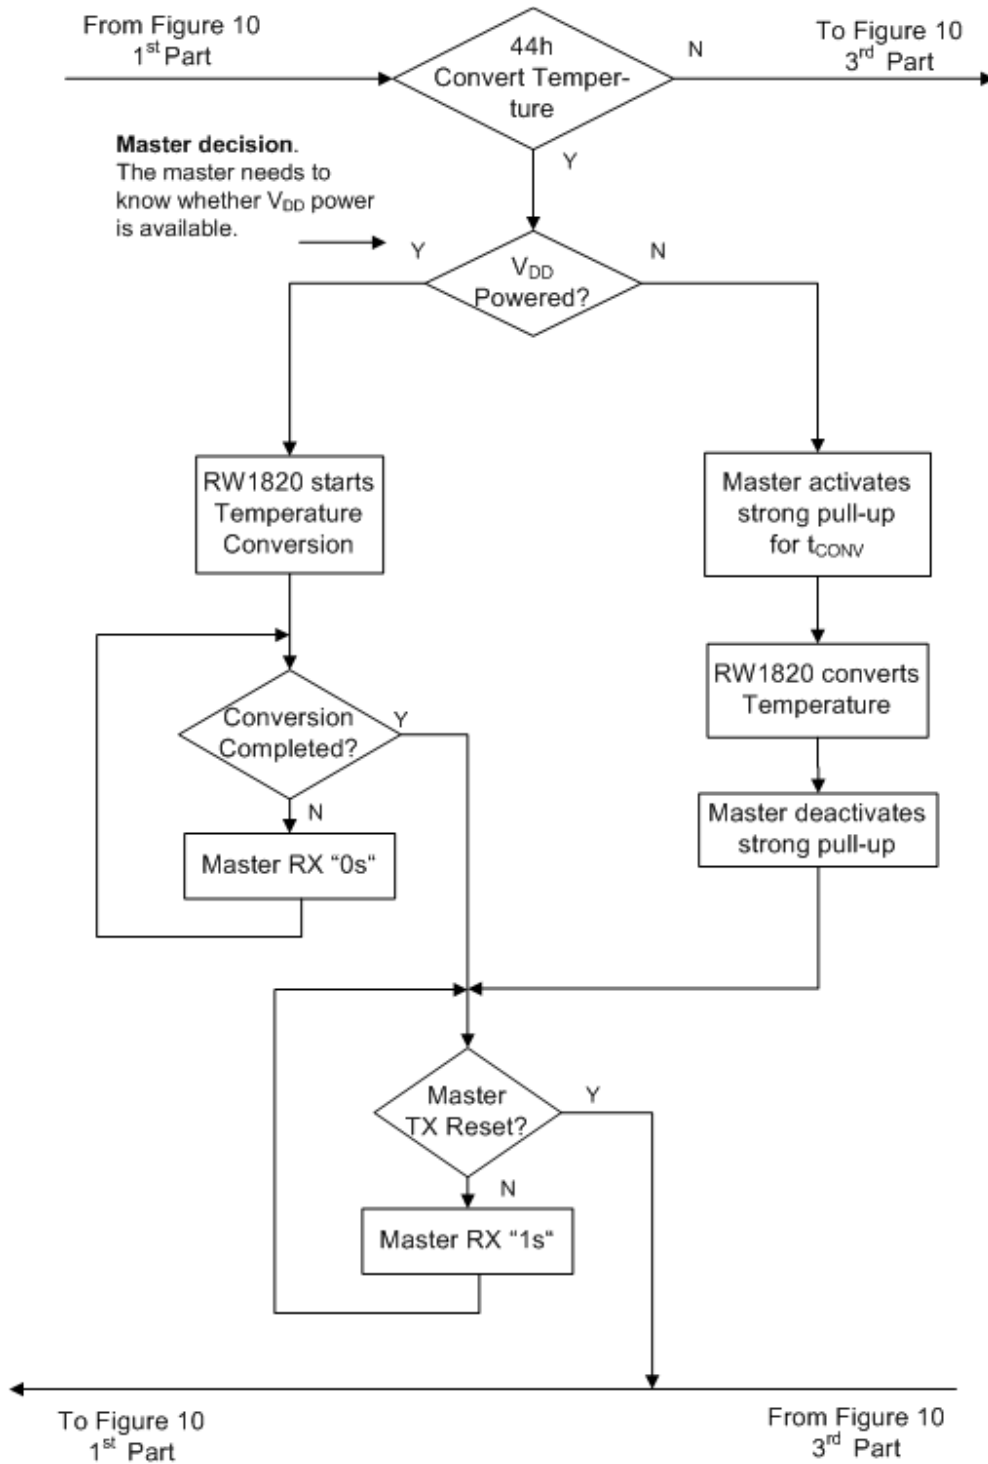 From Figure 10
1st Part
44h
Convert Temper-
ture
N
To Figure 10
3rd Part
Master decision.
The master needs to
know whether VDD power
is available.
Y
Y
VDD
Powered?
N
RW1820 starts
Temperature
Conversion
Master activates
strong pull-up
for tCONV
RW1820 converts
Temperature
Conversion
Completed?
Y
N
Master RX “0s“
Master deactivates
strong pull-up
Master
TX Reset?
Y
N
Master RX “1s“
To Figure 10
1st Part
From Figure 10
3rd Part